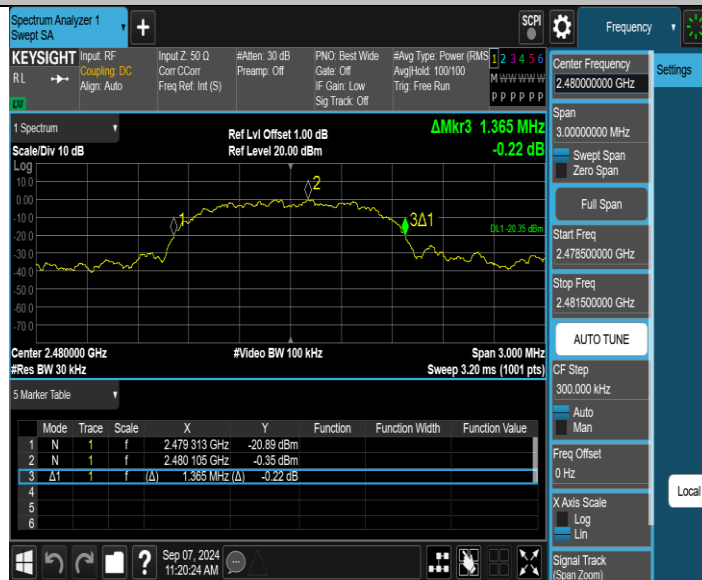 Spectrum Analyzer 1
Swept SA
+
SCPI
Frequency
KEYSIGHT
RL
LXI
Input: RF
Coupling: DC
Align: Auto
Input Z: 50 Ω
Corr CCorr
Freq Ref: Int (S)
#Atten: 30 dB
Preamp: Off
PNO: Best Wide
Gate: Off
IF Gain: Low
Sig Track: Off
#Avg Type: Power (RMS
Avg|Hold: 100/100
Trig: Free Run
1 2 3 4 5 6
M W W W W W
P P P P P P
1 Spectrum
Scale/Div 10 dB
Ref Lvl Offset 1.00 dB
Ref Level 20.00 dBm
ΔMkr3 1.365 MHz
-0.22 dB
Log
10.0
0.00
-10.0
-20.0
-30.0
-40.0
-50.0
-60.0
-70.0
1
2
3Δ1
DL1 -20.35 dBm
Center 2.480000 GHz
#Res BW 30 kHz
#Video BW 100 kHz
Span 3.000 MHz
Sweep 3.20 ms (1001 pts)
5 Marker Table
Mode Trace Scale X Y Function Function Width Function Value
1 N 1 f 2.479 313 GHz -20.89 dBm
2 N 1 f 2.480 105 GHz -0.35 dBm
3 Δ1 1 f (Δ) 1.365 MHz (Δ) -0.22 dB
4
5
6
?
Sep 07, 2024
11:20:24 AM
Center Frequency
2.480000000 GHz
Span
3.00000000 MHz
Swept Span
Zero Span
Full Span
Start Freq
2.478500000 GHz
Stop Freq
2.481500000 GHz
AUTO TUNE
CF Step
300.000 kHz
Auto
Man
Freq Offset
0 Hz
X Axis Scale
Log
Lin
Signal Track
(Span Zoom)
Settings
Local